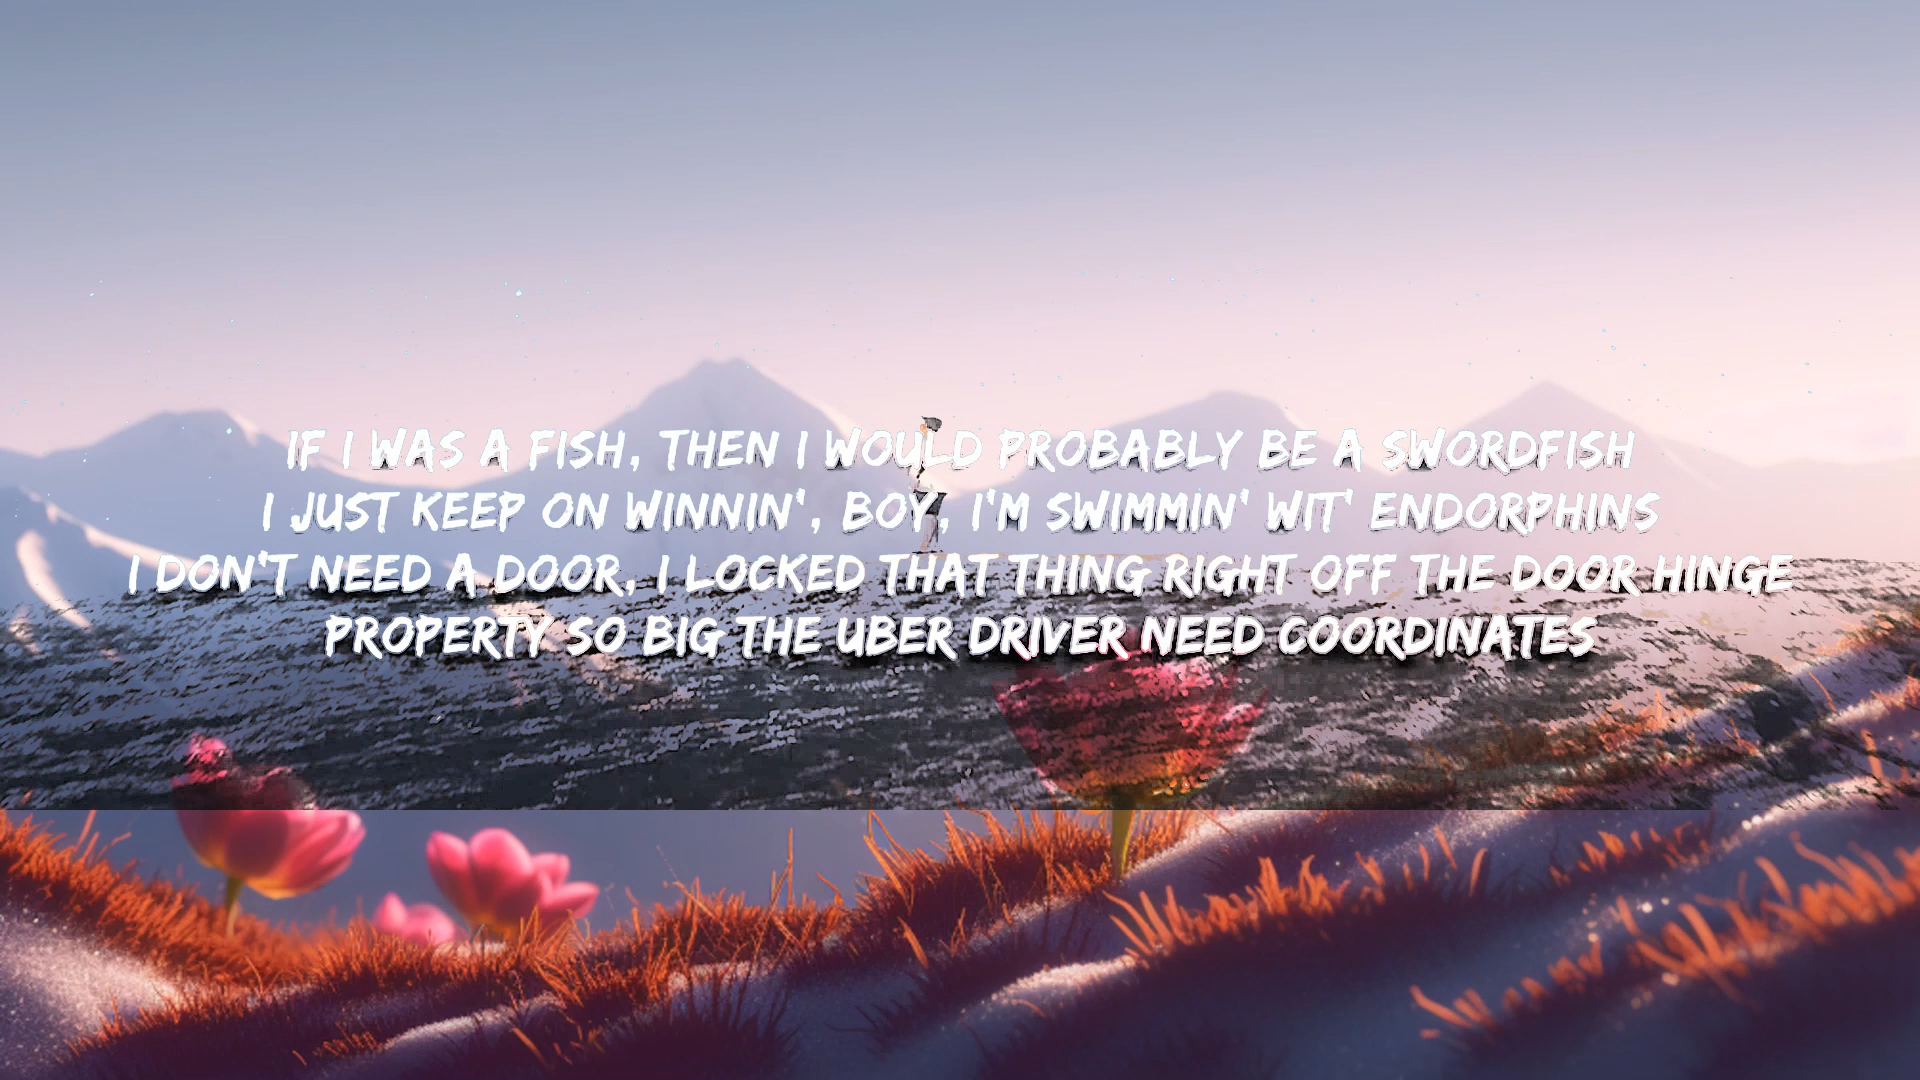 IF I WAS A FISH, THEN I WOULD PROBABLY BE A SWORDFISH
I JUST KEEP ON WINNIN', BOY, I'M SWIMMIN' WIT' ENDORPHINS
I DON'T NEED A DOOR, I LOCKED THAT THING RIGHT OFF THE DOOR HINGE
PROPERTY SO BIG THE UBER DRIVER NEED COORDINATES